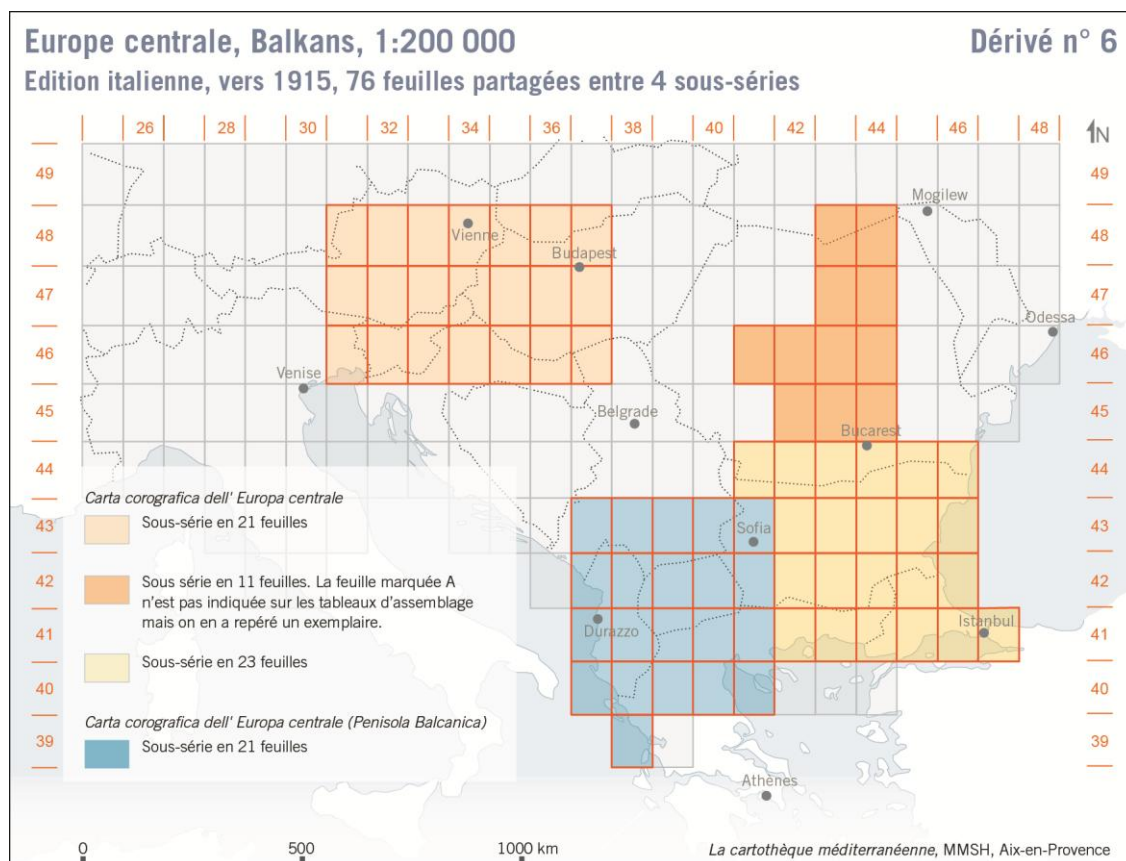 Europe centrale, Balkans, 1:200 000
Dérivé n° 6
Edition italienne, vers 1915, 76 feuilles partagées entre 4 sous-séries
26 28 30 32 34 36 38 40 42 44 46 48
N
49 49
Mogilew
48 48
Vienne
Budapest
47 47
Odessa
46 46
Venise
45 45
Belgrade
Bucarest
44 44
Carta corografica dell' Europa centrale
43 43
Sous-série en 21 feuilles
Sofia
42 42
Sous série en 11 feuilles. La feuille marquée A
n'est pas indiquée sur les tableaux d'assemblage
mais on en a repéré un exemplaire.
41 41
Durazzo
Istanbul
Sous-série en 23 feuilles
40 40
Carta corografica dell' Europa centrale (Penisola Balcanica)
39 39
Sous-série en 21 feuilles
Athènes
0 500 1000 km
La cartothèque méditerranéenne, MMSH, Aix-en-Provence